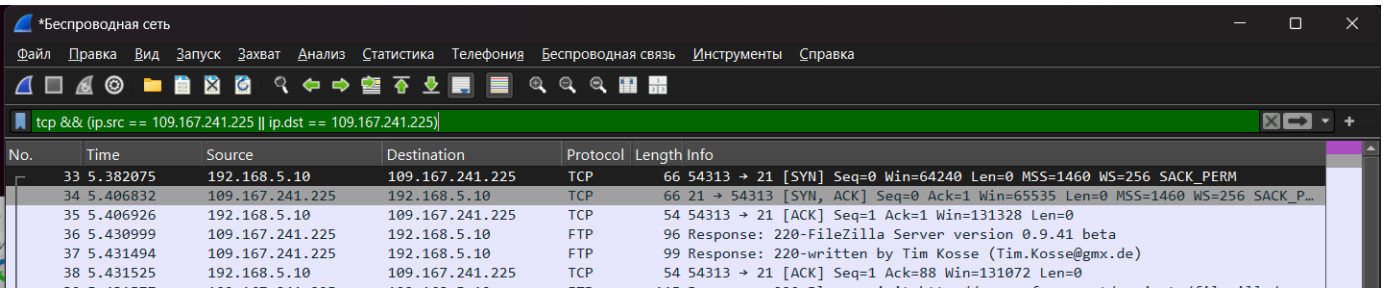 *Беспроводная сеть
Файл Правка Вид Запуск Захват Анализ Статистика Телефония Беспроводная связь Инструменты Справка
tcp && (ip.src == 109.167.241.225 || ip.dst == 109.167.241.225)
No. Time Source Destination Protocol Length Info
33 5.382075 192.168.5.10 109.167.241.225 TCP 66 54313 → 21 [SYN] Seq=0 Win=64240 Len=0 MSS=1460 WS=256 SACK_PERM
34 5.406832 109.167.241.225 192.168.5.10 TCP 66 21 → 54313 [SYN, ACK] Seq=0 Ack=1 Win=65535 Len=0 MSS=1460 WS=256 SACK_P…
35 5.406926 192.168.5.10 109.167.241.225 TCP 54 54313 → 21 [ACK] Seq=1 Ack=1 Win=131328 Len=0
36 5.430999 109.167.241.225 192.168.5.10 FTP 96 Response: 220-FileZilla Server version 0.9.41 beta
37 5.431494 109.167.241.225 192.168.5.10 FTP 99 Response: 220-written by Tim Kosse (Tim.Kosse@gmx.de)
38 5.431525 192.168.5.10 109.167.241.225 TCP 54 54313 → 21 [ACK] Seq=1 Ack=88 Win=131072 Len=0